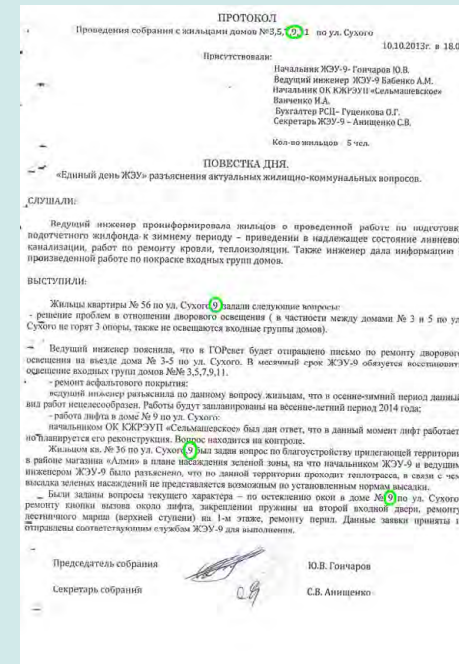 ПРОТОКОЛ
Проведения собрания с жильцами домов №3,5,7,9,11 по ул. Сухого
10.10.2013г. в 18.0
Присутствовали:
Начальник ЖЭУ-9- Гончаров Ю.В.
Ведущий инженер ЖЭУ-9 Бабенко А.М.
Начальник ОК КЖРЭУП «Сельмашевское»
Ванченко И.А.
Бухгалтер РСЦ– Гуценкова О.Г.
Секретарь ЖЭУ-9 – Анищенко С.В.
Кол-во жильцов 5 чел.
ПОВЕСТКА ДНЯ.
«Единый день ЖЭУ» разъяснения актуальных жилищно-коммунальных вопросов.
СЛУШАЛИ:
Ведущий инженер проинформировала жильцов о проведенной работе по подготовк
подотчетного жилфонда к зимнему периоду – приведении в надлежащее состояние ливнево
канализации, работ по ремонту кровли, теплоизоляции. Также инженер дала информацию
произведенной работе по покраске входных групп домов.
ВЫСТУПИЛИ:
Жильцы квартиры № 56 по ул. Сухого 9 задали следующие вопросы:
- решение проблем в отношении дворового освещения ( в частности между домами № 3 и 5 по ул
Сухого не горят 3 опоры, также не освещаются входные группы домов).
Ведущий инженер пояснила, что в ГОРсвет будет отправлено письмо по ремонту дворового
освещения на въезде дома № 3-5 по ул. Сухого. В месячный срок ЖЭУ-9 обязуется восстановить
освещение входных групп домов №№ 3,5,7,9,11.
- ремонт асфальтового покрытия:
ведущий инженер разъяснила по данному вопросу жильцам, что в осенне-зимний период данный
вид работ нецелесообразен. Работы будут запланированы на весенне-летний период 2014 года;
-работа лифта в доме № 9 по ул. Сухого:
начальником ОК КЖРЭУП «Сельмашевское» был дан ответ, что в данный момент лифт работает
но планируется его реконструкция. Вопрос находится на контроле.
Жильцом кв. № 36 по ул. Сухого 9 был задан вопрос по благоустройству прилегающей территории
в районе магазина «Алми» в плане насаждения зеленой зоны, на что начальником ЖЭУ-9 и ведущим
инженером ЖЭУ-9 было разъяснено, что по данной территории проходит теплотрасса, в связи с чем
высадка зеленых насаждений не представляется возможным по установленным нормам высадки.
Были заданы вопросы текущего характера – по остеклению окон в доме № 9 по ул. Сухого
ремонту кнопки вызова около лифта, закреплении пружины на второй входной двери, ремонту
лестничного марша (верхней ступени) на 1-м этаже, ремонту перил. Данные заявки приняты и
отправлены соответствующим службам ЖЭУ-9 для выполнения.
Председатель собрания Ю.В. Гончаров
Секретарь собрания С.В. Анищенко